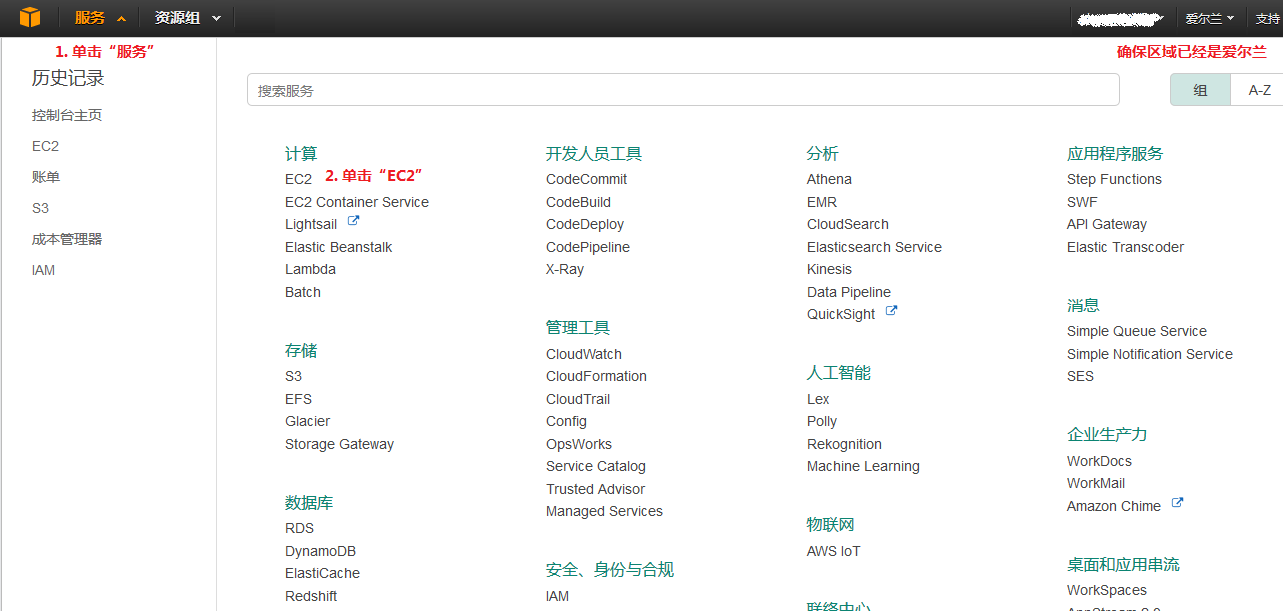 服务
资源组
爱尔兰
支持
1. 单击“服务”
确保区域已经是爱尔兰
历史记录
控制台主页
EC2
账单
S3
成本管理器
IAM
搜索服务
组
A-Z
计算
EC2
2. 单击“EC2”
EC2 Container Service
Lightsail
Elastic Beanstalk
Lambda
Batch
存储
S3
EFS
Glacier
Storage Gateway
数据库
RDS
DynamoDB
ElastiCache
Redshift
开发人员工具
CodeCommit
CodeBuild
CodeDeploy
CodePipeline
X-Ray
管理工具
CloudWatch
CloudFormation
CloudTrail
Config
OpsWorks
Service Catalog
Trusted Advisor
Managed Services
安全、身份与合规
IAM
分析
Athena
EMR
CloudSearch
Elasticsearch Service
Kinesis
Data Pipeline
QuickSight
人工智能
Lex
Polly
Rekognition
Machine Learning
物联网
AWS IoT
联络中心
应用程序服务
Step Functions
SWF
API Gateway
Elastic Transcoder
消息
Simple Queue Service
Simple Notification Service
SES
企业生产力
WorkDocs
WorkMail
Amazon Chime
桌面和应用串流
WorkSpaces
AppStream 2.0